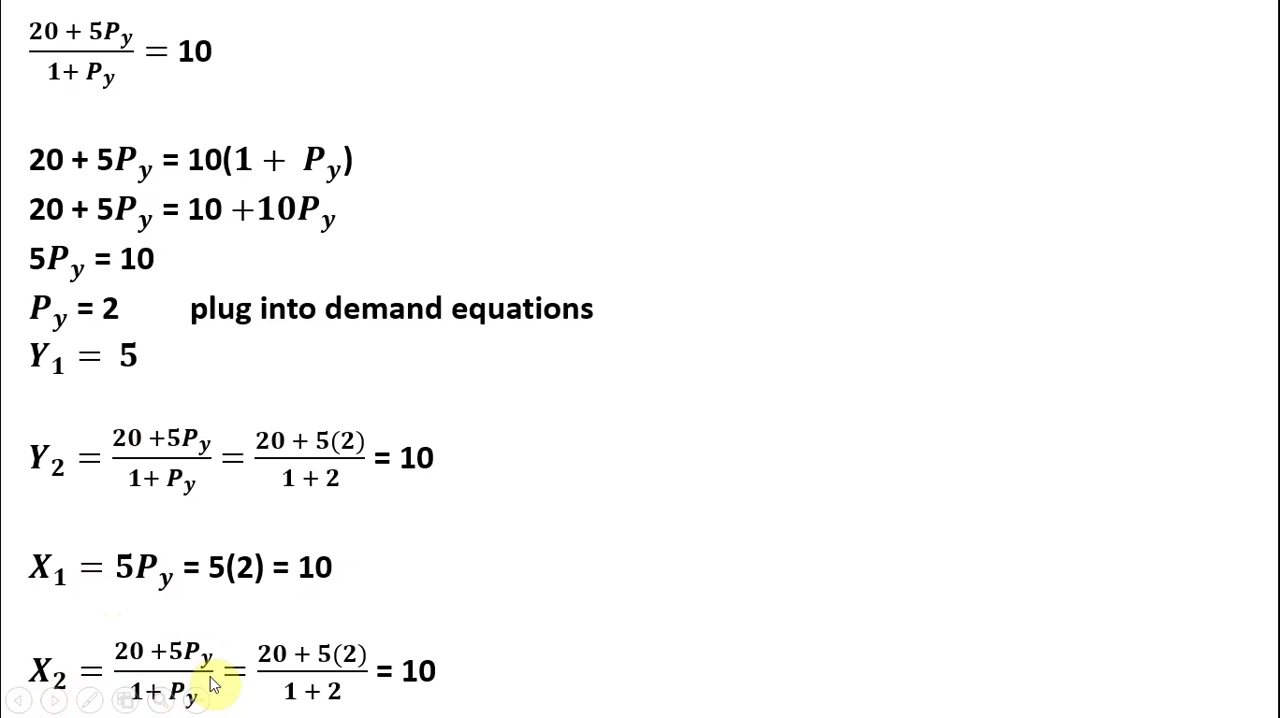 (20 + 5P_y)/(1+ P_y) = 10
20 + 5P_y = 10(1 + P_y)
20 + 5P_y = 10 +10P_y
5P_y = 10
P_y = 2 plug into demand equations
Y_1 = 5
Y_2 = (20 +5P_y)/(1+ P_y) = (20 + 5(2))/(1 + 2) = 10
X_1 = 5P_y = 5(2) = 10
X_2 = (20 +5P_y)/(1+ P_y) = (20 + 5(2))/(1 + 2) = 10